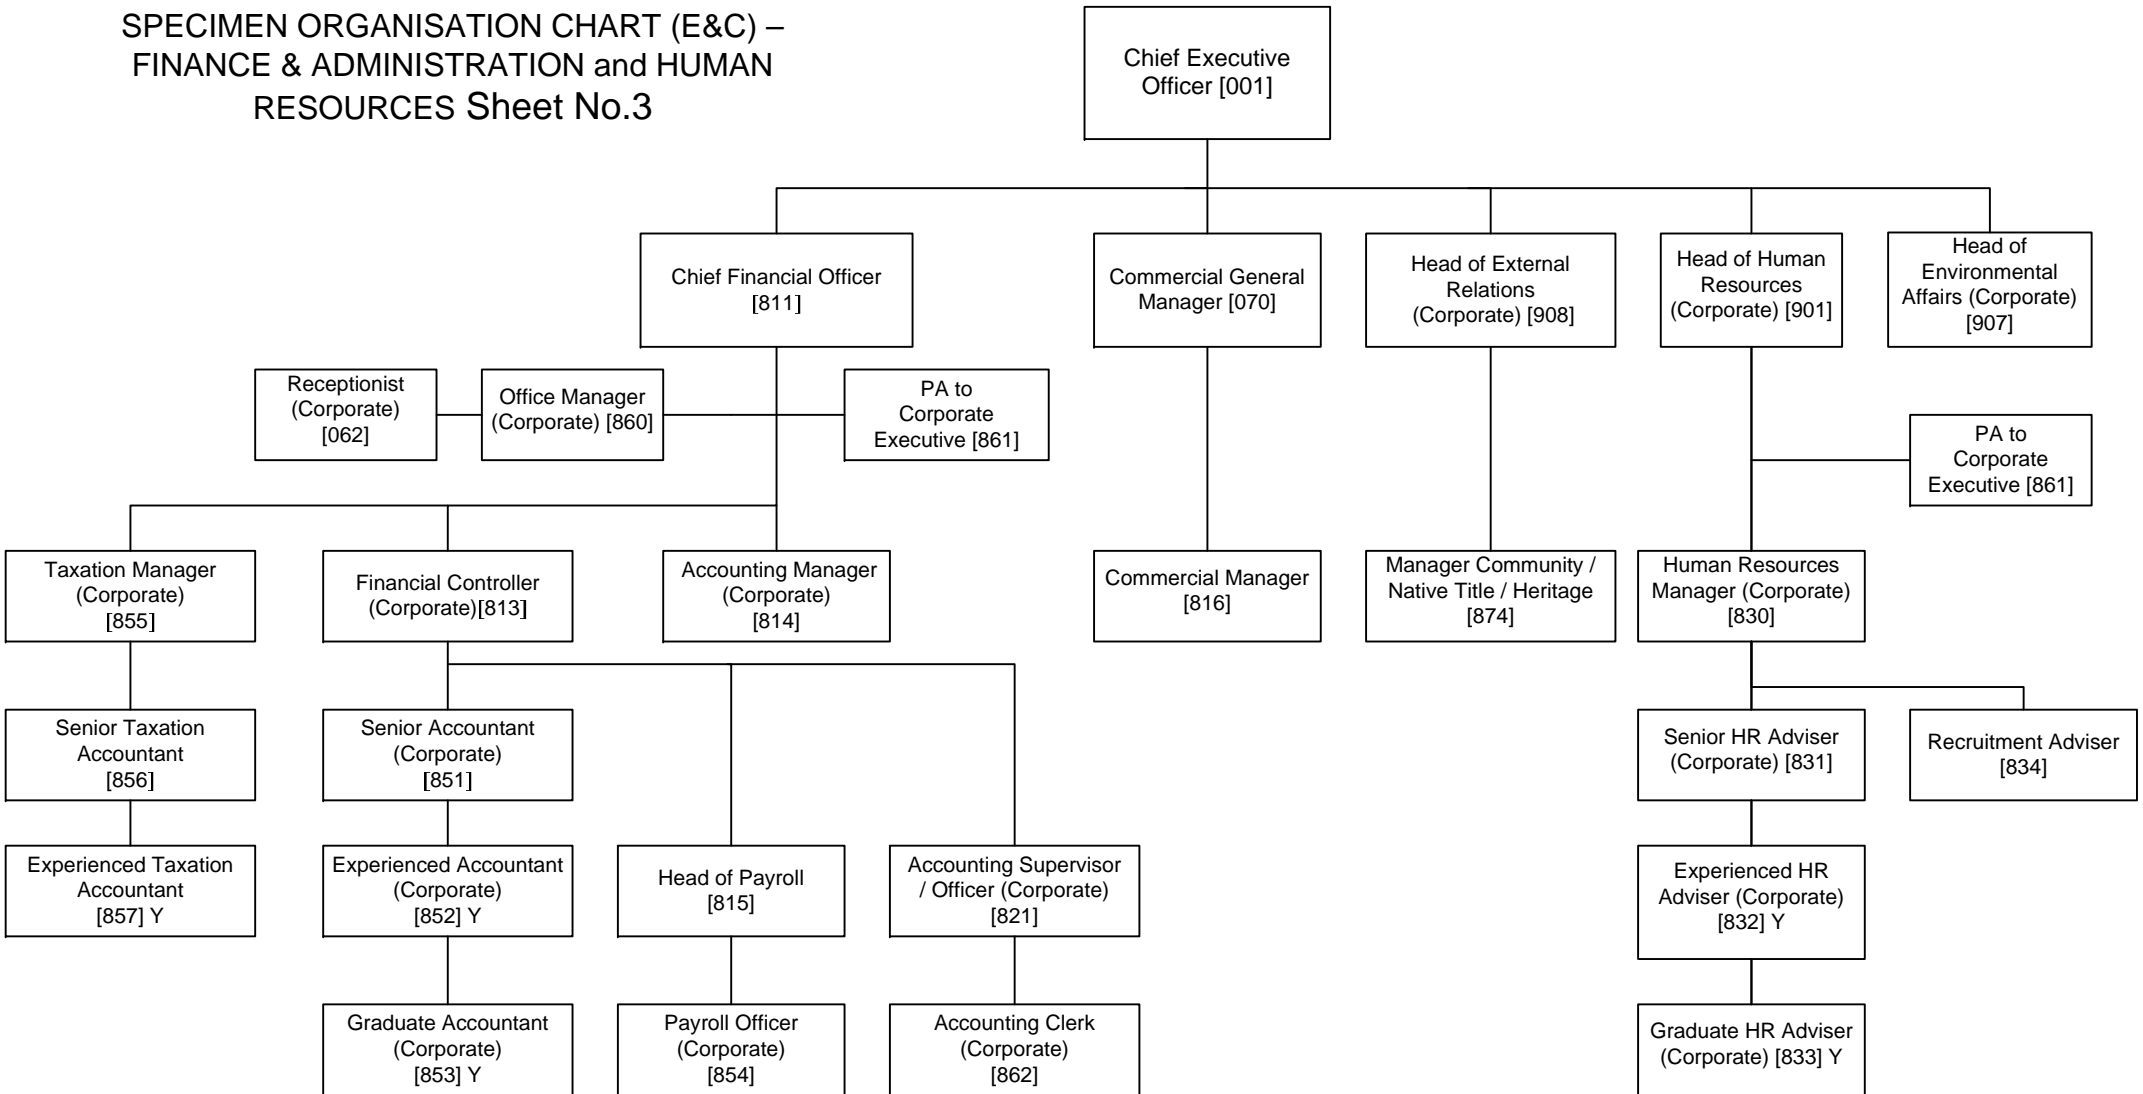 SPECIMEN ORGANISATION CHART (E&C) –
FINANCE & ADMINISTRATION and HUMAN
RESOURCES Sheet No.3
Chief Executive
Officer [001]
Chief Financial Officer
[811]
Commercial General
Manager [070]
Head of External
Relations
(Corporate) [908]
Head of Human
Resources
(Corporate) [901]
Head of
Environmental
Affairs (Corporate)
[907]
Receptionist
(Corporate)
[062]
Office Manager
(Corporate) [860]
PA to
Corporate
Executive [861]
PA to
Corporate
Executive [861]
Taxation Manager
(Corporate)
[855]
Financial Controller
(Corporate)[813]
Accounting Manager
(Corporate)
[814]
Commercial Manager
[816]
Manager Community /
Native Title / Heritage
[874]
Human Resources
Manager (Corporate)
[830]
Senior Taxation
Accountant
[856]
Senior Accountant
(Corporate)
[851]
Senior HR Adviser
(Corporate) [831]
Recruitment Adviser
[834]
Experienced Taxation
Accountant
[857] Y
Experienced Accountant
(Corporate)
[852] Y
Head of Payroll
[815]
Accounting Supervisor
/ Officer (Corporate)
[821]
Experienced HR
Adviser (Corporate)
[832] Y
Graduate Accountant
(Corporate)
[853] Y
Payroll Officer
(Corporate)
[854]
Accounting Clerk
(Corporate)
[862]
Graduate HR Adviser
(Corporate) [833] Y